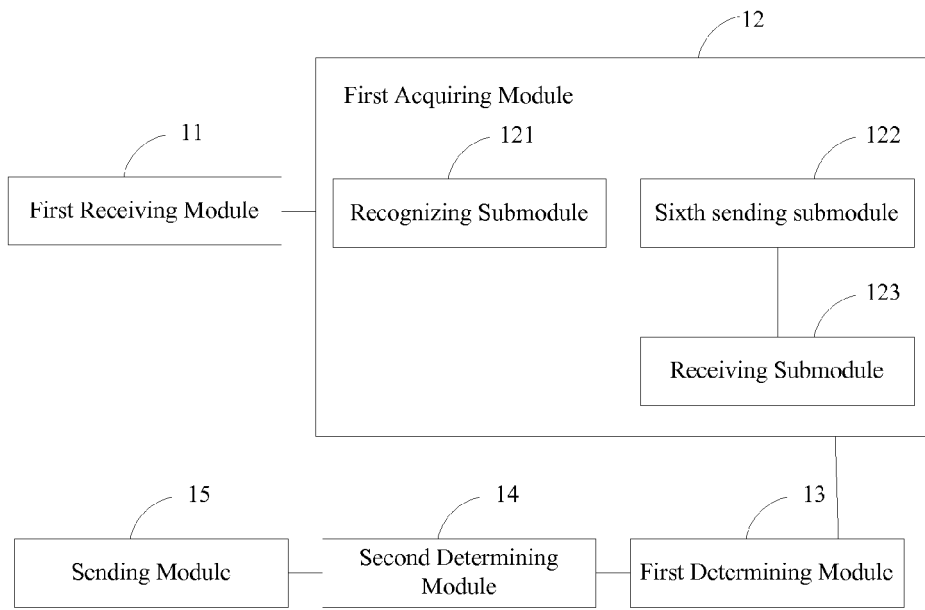 12
First Acquiring Module
11
121
122
First Receiving Module
Recognizing Submodule
Sixth sending submodule
123
Receiving Submodule
15
14
13
Sending Module
Second Determining
Module
First Determining Module